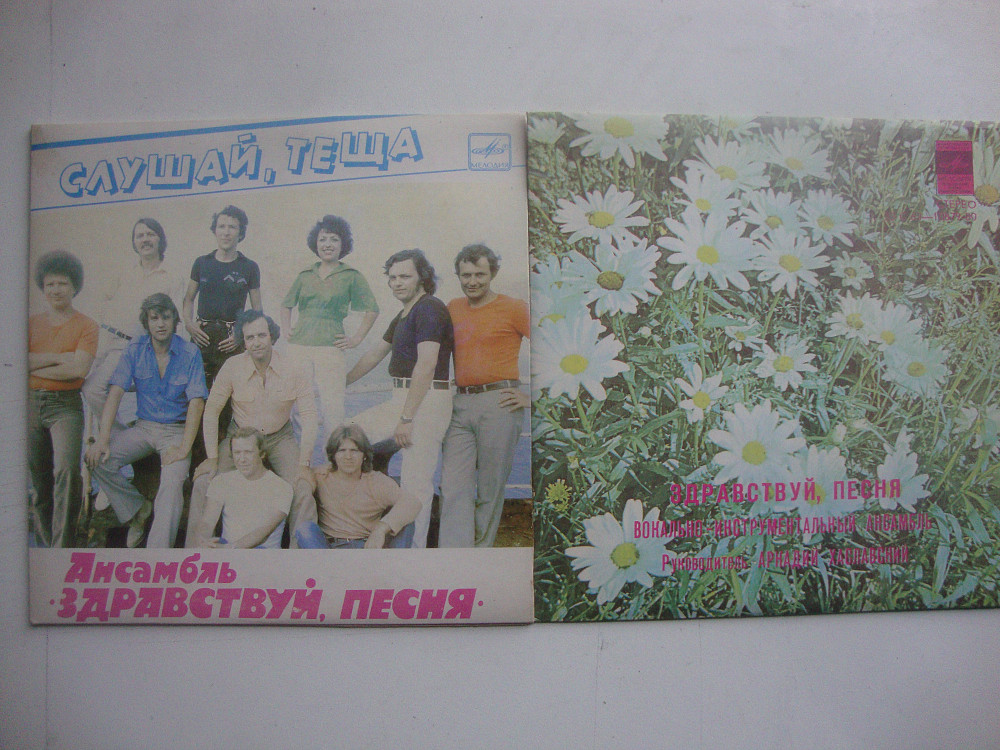 СЛУШАЙ, ТЕЩА
МЕЛОДИЯ
Ансамбль
·ЗДРАВСТВУЙ, ПЕСНЯ·
СТЕРЕО
ЗДРАВСТВУЙ, ПЕСНЯ
ВОКАЛЬНО-ИНСТРУМЕНТАЛЬНЫЙ АНСАМБЛЬ
Руководитель АРКАДИЙ ХАСЛАВСКИЙ